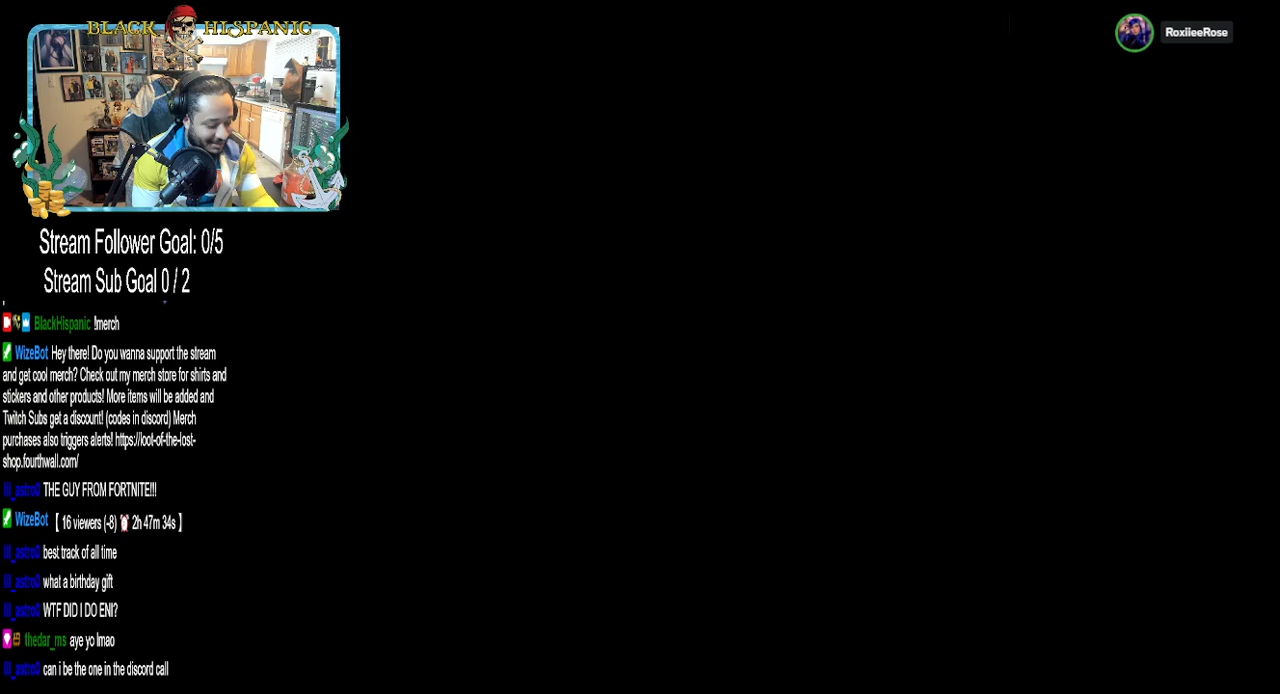 BLACK HISPANIC
RoxiieeRose
Stream Follower Goal: 0/5
Stream Sub Goal 0 / 2
BlackHispanic !merch
WizeBot Hey there! Do you wanna support the stream
and get cool merch? Check out my merch store for shirts and
stickers and other products! More items will be added and
Twitch Subs get a discount! (codes in discord) Merch
purchases also triggers alerts! https://loot-of-the-lost-
shop.fourthwall.com/
lil_astro0 THE GUY FROM FORTNITE!!!
WizeBot 【 16 viewers (-8) ⏰ 2h 47m 34s 】
lil_astro0 best track of all time
lil_astro0 what a birthday gift
lil_astro0 WTF DID I DO ENI?
thedar_ms aye yo lmao
lil_astro0 can i be the one in the discord call